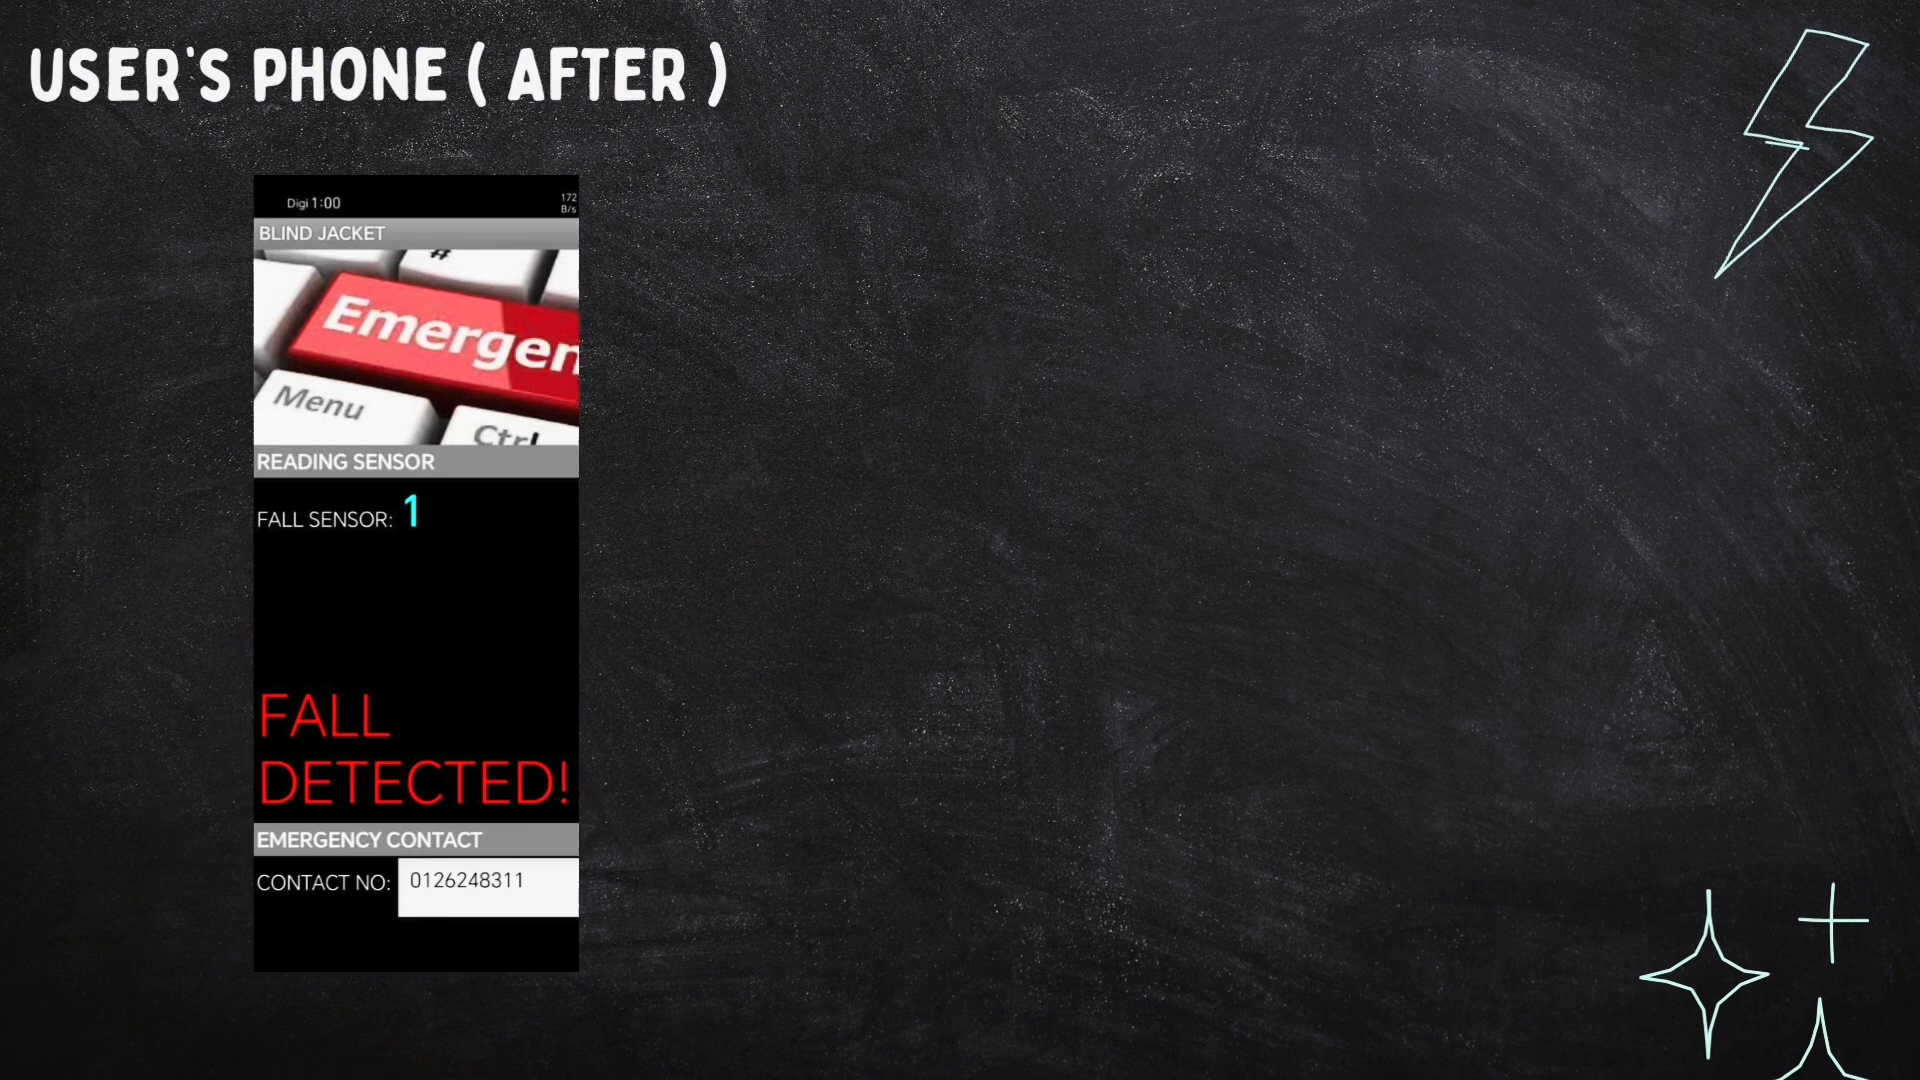 USER'S PHONE ( AFTER )
Digi 1:00
172
B/s
BLIND JACKET
#
Emergen
Menu
Ctrl
READING SENSOR
FALL SENSOR: 1
FALL
DETECTED!
EMERGENCY CONTACT
CONTACT NO: 0126248311